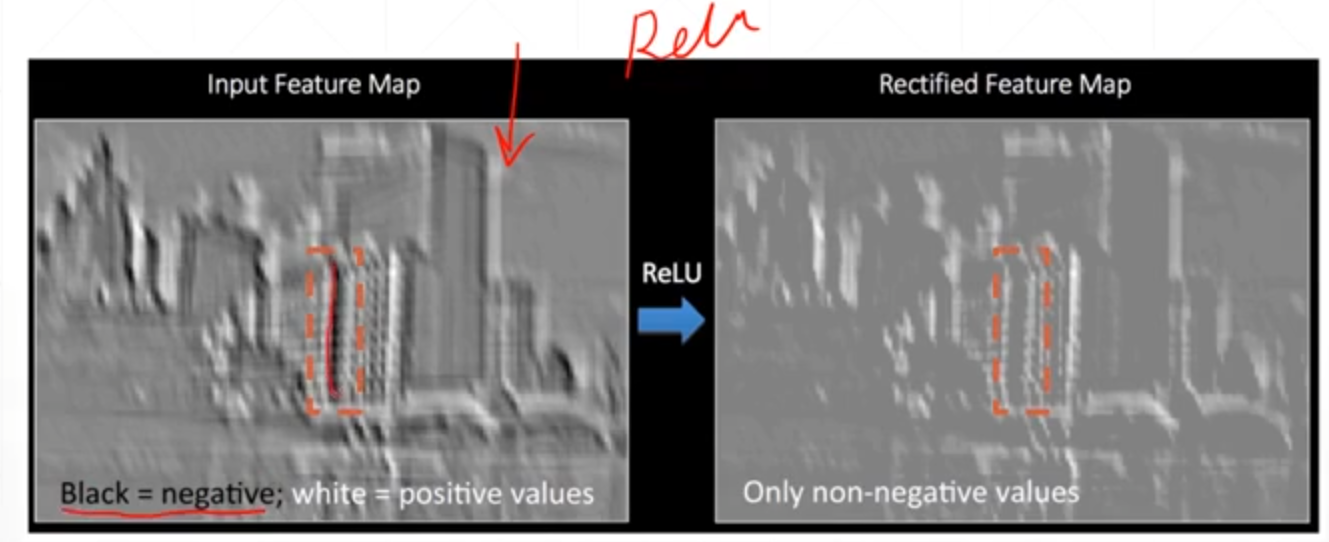 Relu
Input Feature Map
Rectified Feature Map
ReLU
Black = negative; white = positive values
Only non-negative values